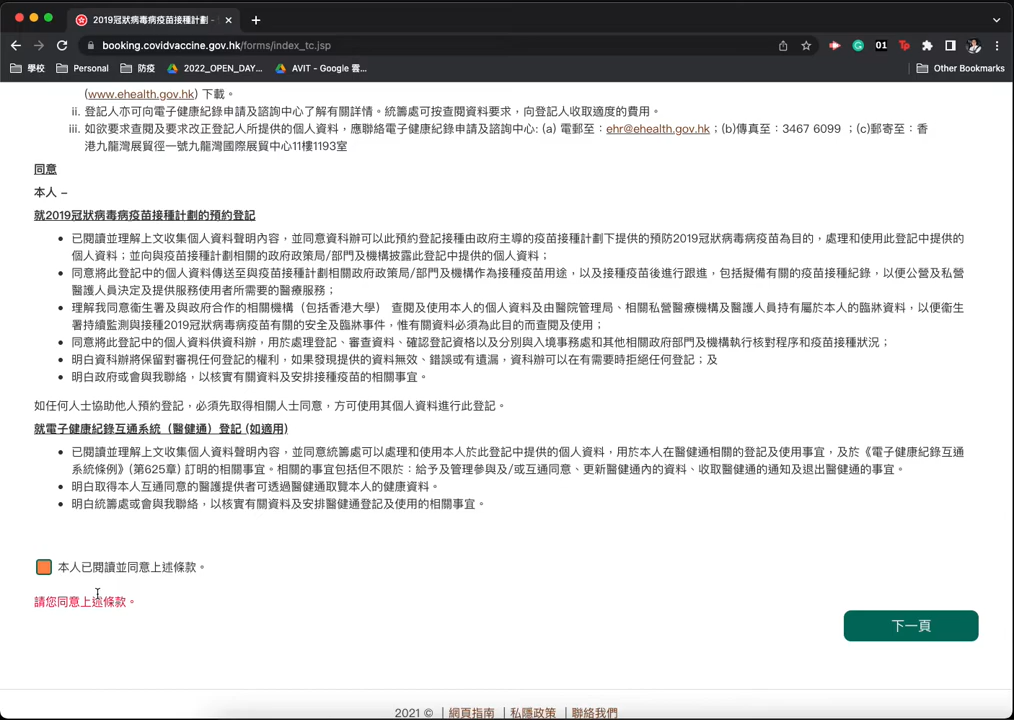 2019冠狀病毒病疫苗接種計劃 -
booking.covidvaccine.gov.hk/forms/index_tc.jsp
01
學校 Personal 防疫 2022_OPEN_DAY... AVIT - Google 雲... Other Bookmarks
(www.ehealth.gov.hk) 下載。
ii. 登記人亦可向電子健康紀錄申請及諮詢中心了解有關詳情。統籌處可按查閱資料要求，向登記人收取適度的費用。
iii. 如欲要求查閱及要求改正登記人所提供的個人資料，應聯絡電子健康紀錄申請及諮詢中心: (a) 電郵至：ehr@ehealth.gov.hk；(b)傳真至：3467 6099 ；(c)郵寄至：香
港九龍灣展貿徑一號九龍灣國際展貿中心11樓1193室
同意
本人 –
就2019冠狀病毒病疫苗接種計劃的預約登記
• 已閱讀並理解上文收集個人資料聲明內容，並同意資科辦可以此預約登記接種由政府主導的疫苗接種計劃下提供的預防2019冠狀病毒病疫苗為目的，處理和使用此登記中提供的
個人資料；並向與疫苗接種計劃相關的政府政策局/部門及機構披露此登記中提供的個人資料；
• 同意將此登記中的個人資料傳送至與疫苗接種計劃相關政府政策局/部門及機構作為接種疫苗用途，以及接種疫苗後進行跟進，包括擬備有關的疫苗接種紀錄，以便公營及私營
醫護人員決定及提供服務使用者所需要的醫療服務；
• 理解我同意衞生署及與政府合作的相關機構（包括香港大學） 查閱及使用本人的個人資料及由醫院管理局、相關私營醫療機構及醫護人員持有屬於本人的臨床資料，以便衞生
署持續監測與接種2019冠狀病毒病疫苗有關的安全及臨床事件，惟有關資料必須為此目的而查閱及使用；
• 同意將此登記中的個人資料供資科辦，用於處理登記、審查資料、確認登記資格以及分別與入境事務處和其他相關政府部門及機構執行核對程序和疫苗接種狀況；
• 明白資科辦將保留對審視任何登記的權利，如果發現提供的資料無效、錯誤或有遺漏，資科辦可以在有需要時拒絕任何登記；及
• 明白政府或會與我聯絡，以核實有關資料及安排接種疫苗的相關事宜。
如任何人士協助他人預約登記，必須先取得相關人士同意，方可使用其個人資料進行此登記。
就電子健康紀錄互通系統（醫健通）登記 (如適用)
• 已閱讀並理解上文收集個人資料聲明內容，並同意統籌處可以處理和使用本人於此登記中提供的個人資料，用於本人在醫健通相關的登記及使用事宜，及於《電子健康紀錄互通
系統條例》(第625章) 訂明的相關事宜。相關的事宜包括但不限於：給予及管理參與及/或互通同意、更新醫健通內的資料、收取醫健通的通知及退出醫健通的事宜。
• 明白取得本人互通同意的醫護提供者可透過醫健通取覽本人的健康資料。
• 明白統籌處或會與我聯絡，以核實有關資料及安排醫健通登記及使用的相關事宜。
本人已閱讀並同意上述條款。
請您同意上述條款。
下一頁
2021 © | 網頁指南 | 私隱政策 | 聯絡我們